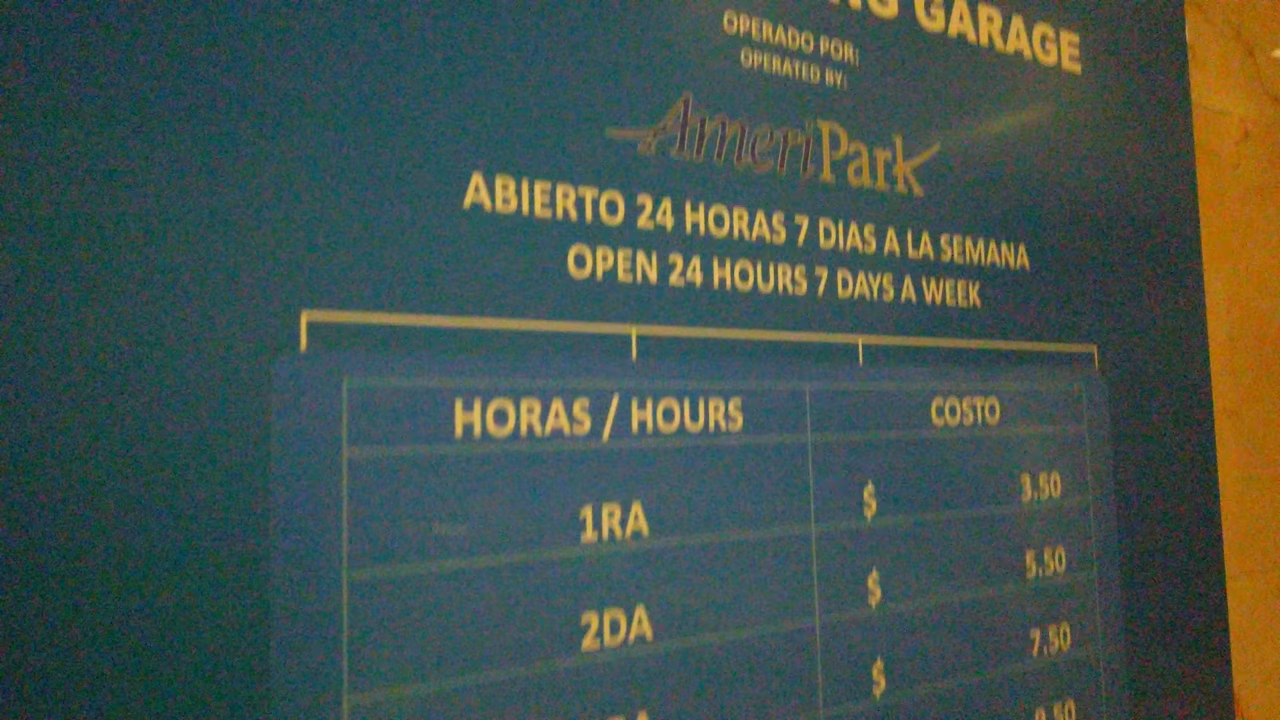 GARAGE
OPERADO POR:
OPERATED BY:
AmeriPark
ABIERTO 24 HORAS 7 DIAS A LA SEMANA
OPEN 24 HOURS 7 DAYS A WEEK
HORAS / HOURS COSTO
1RA $ 3.50
2DA $ 5.50
$ 7.50